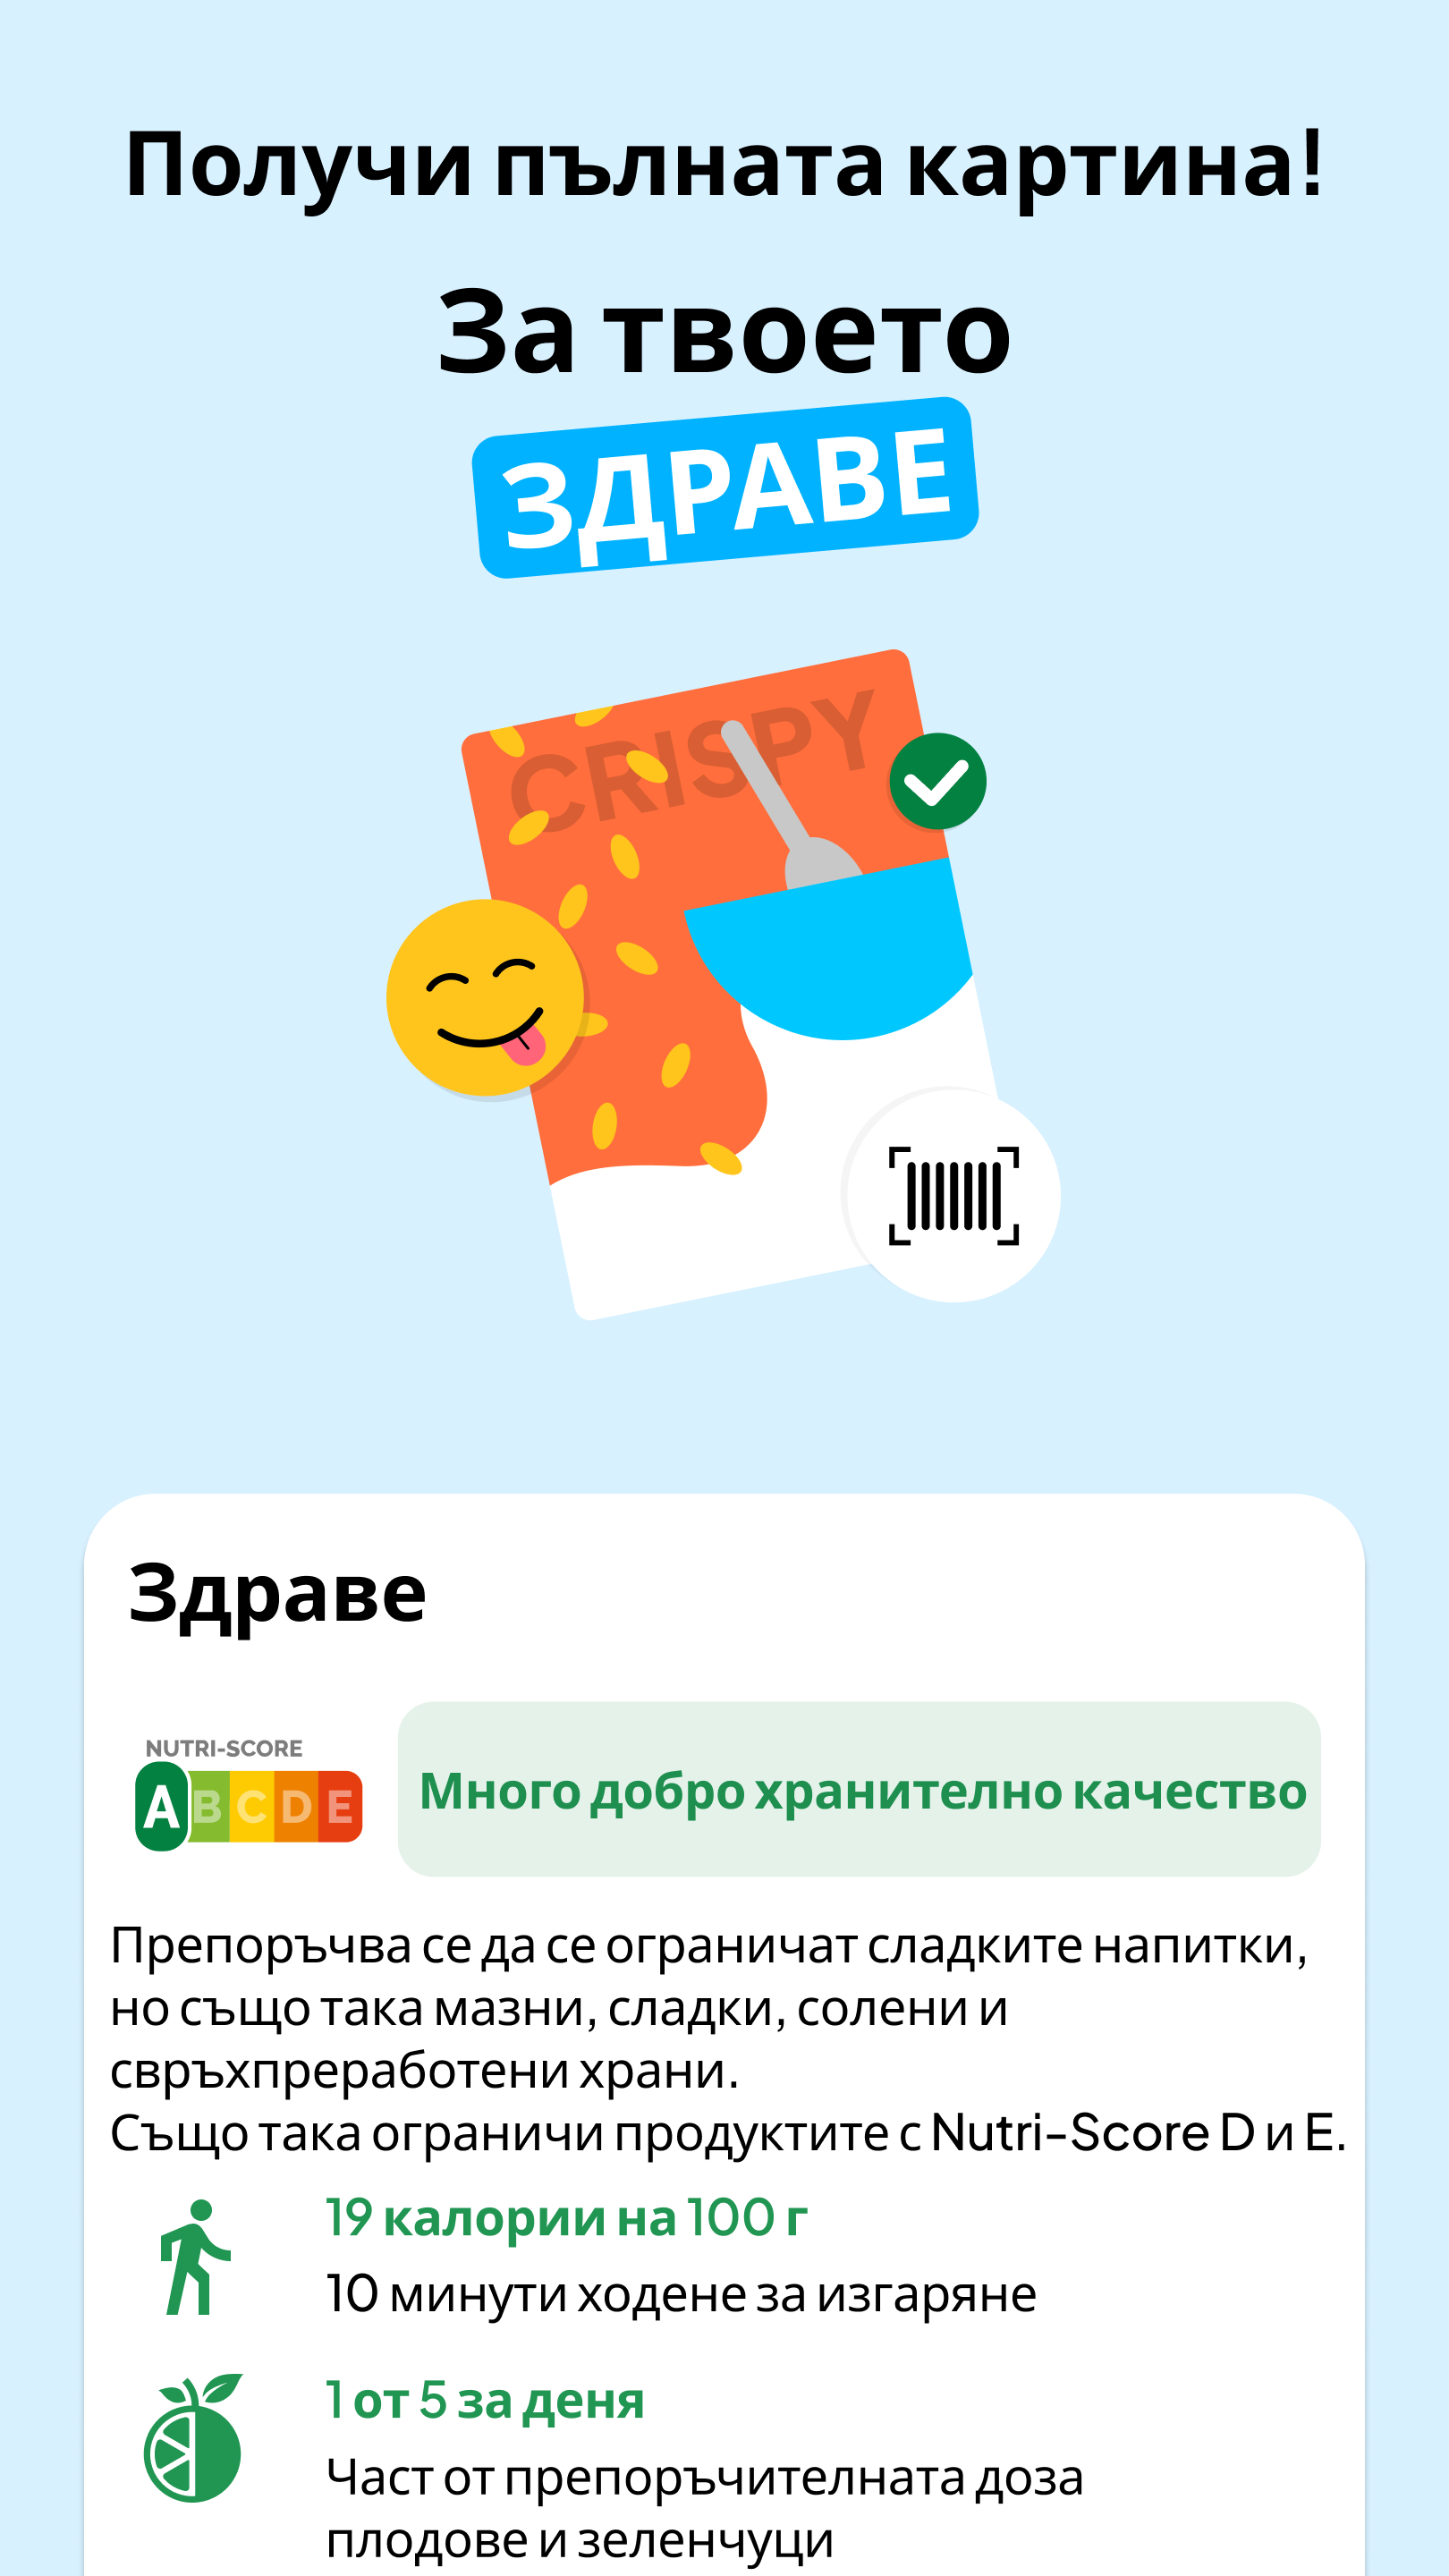 Получи пълната картина!
За твоето
ЗДРАВЕ
CRISPY
Здраве
NUTRI-SCORE
A B C D E
Много добро хранително качество
Препоръчва се да се ограничат сладките напитки,
но също така мазни, сладки, солени и
свръхпреработени храни.
Също така ограничи продуктите с Nutri-Score D и E.
19 калории на 100 г
10 минути ходене за изгаряне
1 от 5 за деня
Част от препоръчителната доза
плодове и зеленчуци